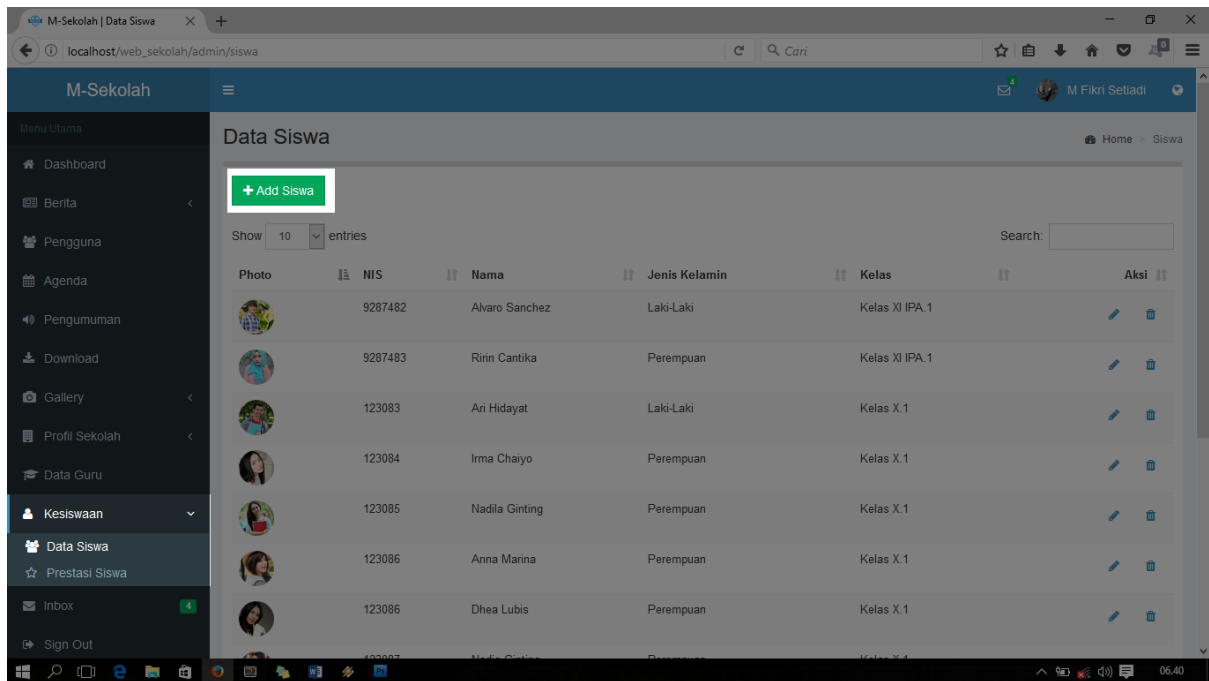 M-Sekolah | Data Siswa
localhost/web_sekolah/admin/siswa
Cari
M-Sekolah
4
M Fikri Setiadi
Menu Utama
Data Siswa
Home > Siswa
Dashboard
Add Siswa
Berita
Pengguna
Show 10 entries
Search:
Agenda
Photo NIS Nama Jenis Kelamin Kelas Aksi
Pengumuman
9287482 Alvaro Sanchez Laki-Laki Kelas XI IPA.1
Download
9287483 Ririn Cantika Perempuan Kelas XI IPA.1
Gallery
123083 Ari Hidayat Laki-Laki Kelas X.1
Profil Sekolah
123084 Irma Chaiyo Perempuan Kelas X.1
Data Guru
Kesiswaan
123085 Nadila Ginting Perempuan Kelas X.1
Data Siswa
123086 Anna Marina Perempuan Kelas X.1
Prestasi Siswa
Inbox 4
123086 Dhea Lubis Perempuan Kelas X.1
Sign Out
06.40